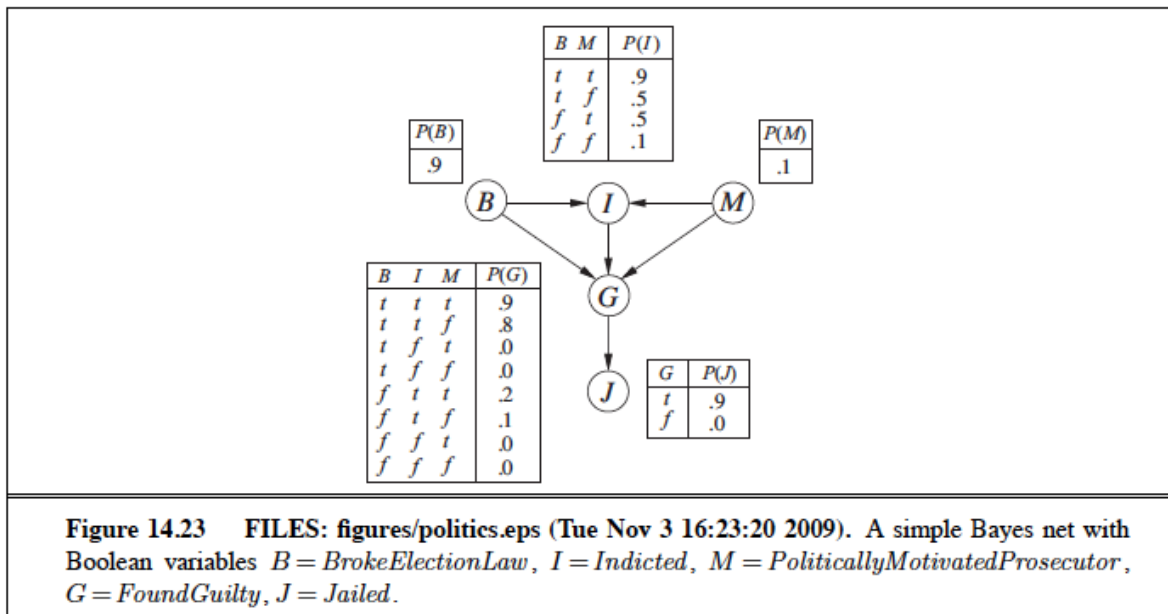 B M P(I)
t t .9
t f .5
f t .5
f f .1
P(B)
.9
P(M)
.1
B
I
M
B I M P(G)
t t t .9
t t f .8
t f t .0
t f f .0
f t t .2
f t f .1
f f t .0
f f f .0
G
J
G P(J)
t .9
f .0
Figure 14.23 FILES: figures/politics.eps (Tue Nov 3 16:23:20 2009). A simple Bayes net with
Boolean variables B = BrokeElectionLaw, I = Indicted, M = PoliticallyMotivatedProsecutor,
G = FoundGuilty, J = Jailed.